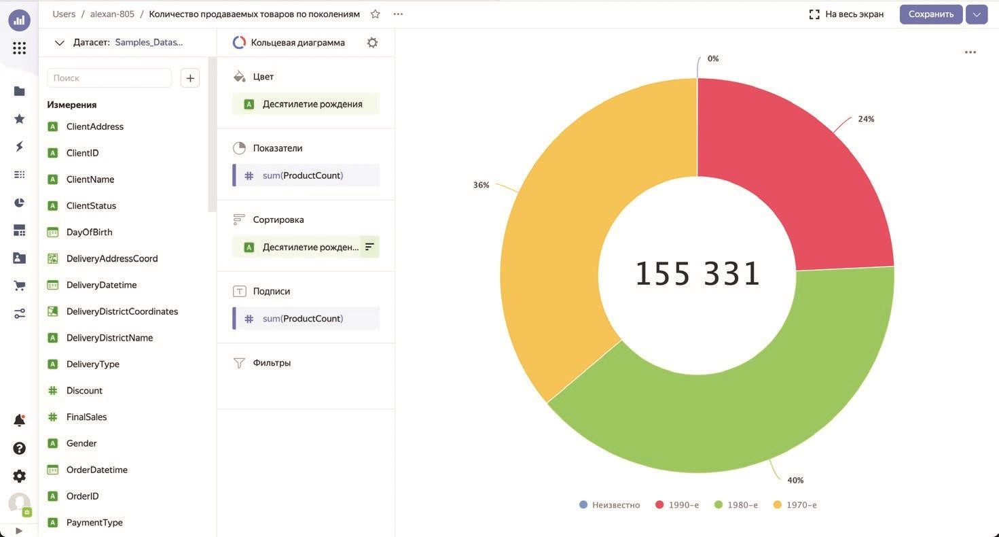 Users / alexan-805 / Количество продаваемых товаров по поколениям
На весь экран
Сохранить
Датасет: Samples_Datas...
Поиск
Измерения
ClientAddress
ClientID
ClientName
ClientStatus
DayOfBirth
DeliveryAddressCoord
DeliveryDatetime
DeliveryDistrictCoordinates
DeliveryDistrictName
DeliveryType
Discount
FinalSales
Gender
OrderDatetime
OrderID
PaymentType
Кольцевая диаграмма
Цвет
Десятилетие рождения
Показатели
sum(ProductCount)
Сортировка
Десятилетие рожден...
Подписи
sum(ProductCount)
Фильтры
0%
24%
36%
155 331
40%
Неизвестно 1990-е 1980-е 1970-е